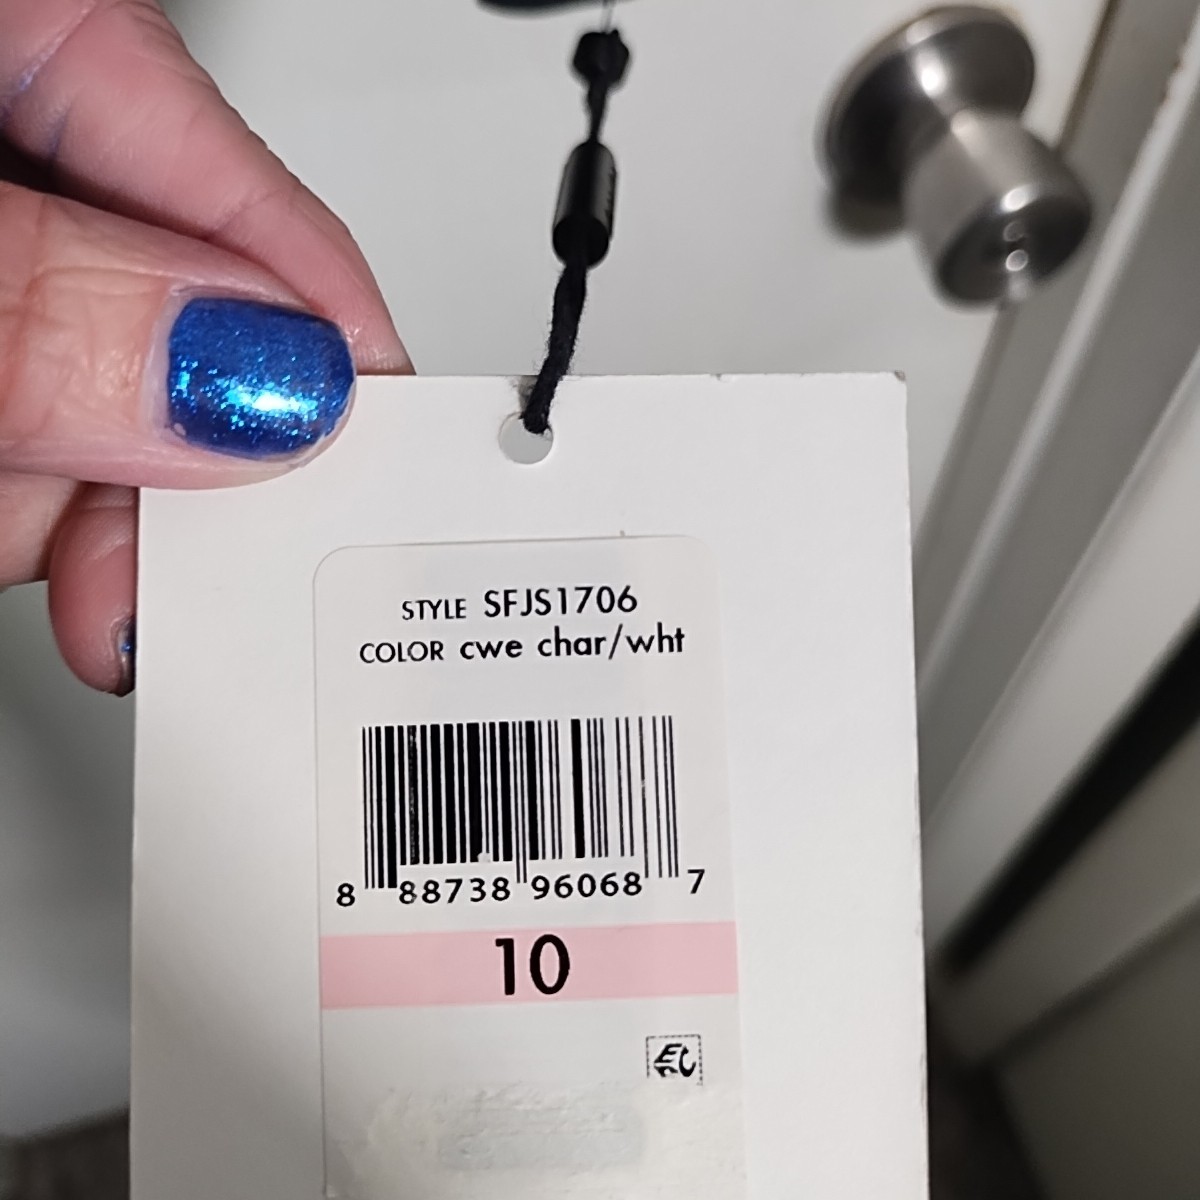 STYLE SFJS1706
COLOR cwe char/wht
8 88738 96068 7
10